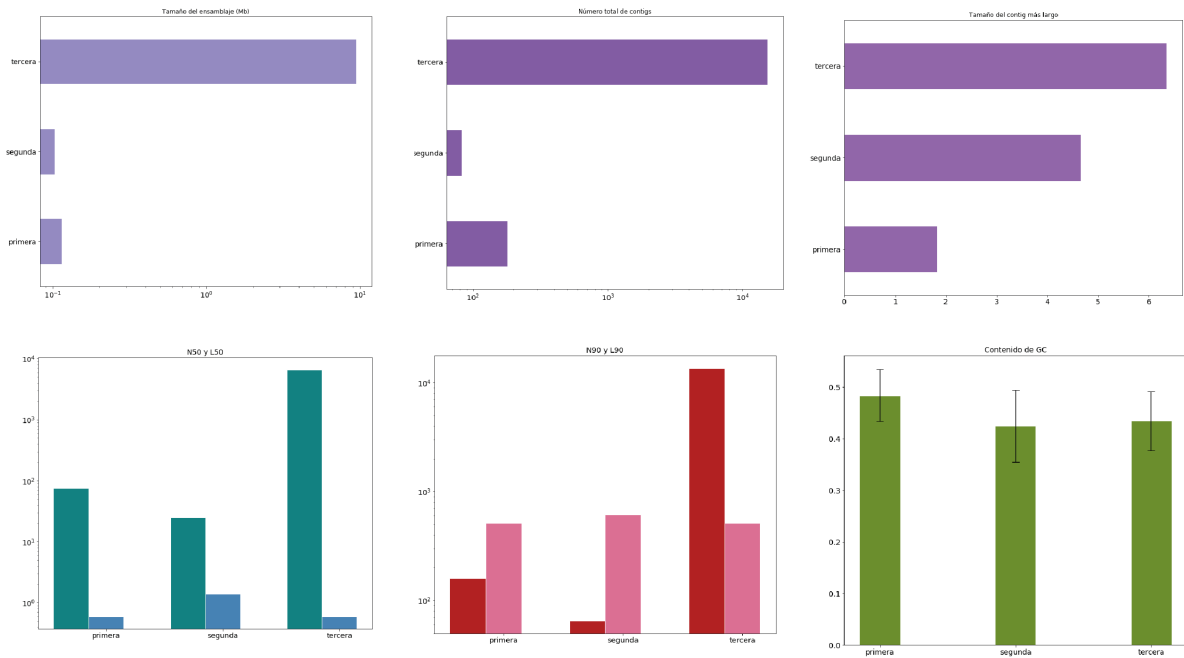 Tamaño del ensamblaje (Mb)
tercera
segunda
primera
10⁻¹
10⁰
10¹
Número total de contigs
tercera
segunda
primera
10²
10³
10⁴
Tamaño del contig más largo
tercera
segunda
primera
0
1
2
3
4
5
6
N50 y L50
10⁴
10³
10²
10¹
10⁰
primera
segunda
tercera
N90 y L90
10⁴
10³
10²
primera
segunda
tercera
Contenido de GC
0.5
0.4
0.3
0.2
0.1
0.0
primera
segunda
tercera